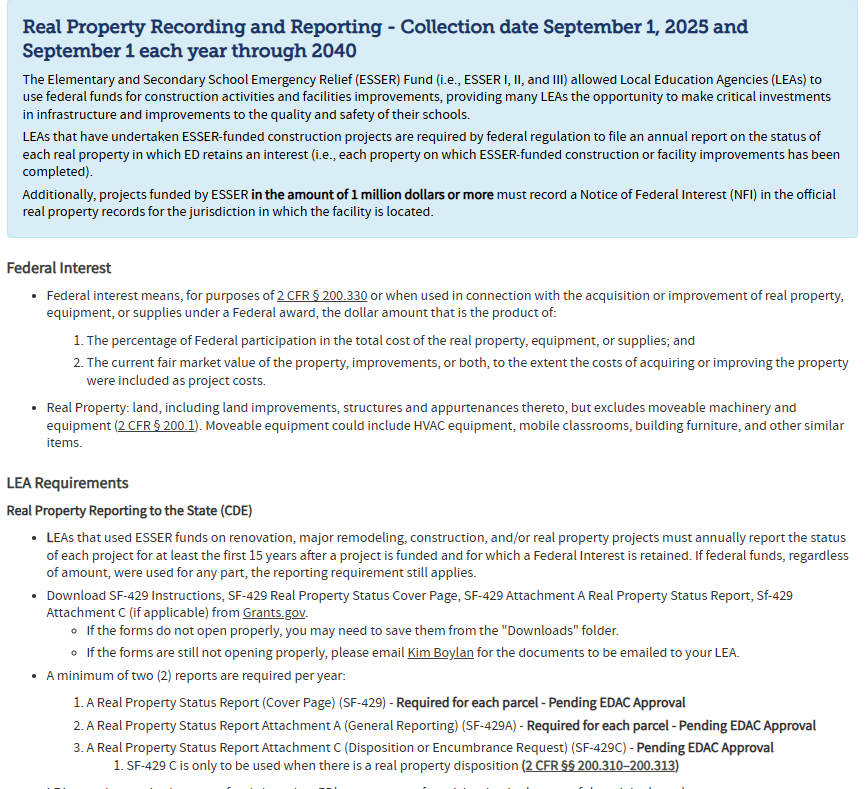 Real Property Recording and Reporting - Collection date September 1, 2025 and
September 1 each year through 2040
The Elementary and Secondary School Emergency Relief (ESSER) Fund (i.e., ESSER I, II, and III) allowed Local Education Agencies (LEAs) to
use federal funds for construction activities and facilities improvements, providing many LEAs the opportunity to make critical investments
in infrastructure and improvements to the quality and safety of their schools.
LEAs that have undertaken ESSER-funded construction projects are required by federal regulation to file an annual report on the status of
each real property in which ED retains an interest (i.e., each property on which ESSER-funded construction or facility improvements has been
completed).
Additionally, projects funded by ESSER in the amount of 1 million dollars or more must record a Notice of Federal Interest (NFI) in the official
real property records for the jurisdiction in which the facility is located.
Federal Interest
• Federal interest means, for purposes of 2 CFR § 200.330 or when used in connection with the acquisition or improvement of real property,
equipment, or supplies under a Federal award, the dollar amount that is the product of:
1. The percentage of Federal participation in the total cost of the real property, equipment, or supplies; and
2. The current fair market value of the property, improvements, or both, to the extent the costs of acquiring or improving the property
were included as project costs.
• Real Property: land, including land improvements, structures and appurtenances thereto, but excludes moveable machinery and
equipment (2 CFR § 200.1). Moveable equipment could include HVAC equipment, mobile classrooms, building furniture, and other similar
items.
LEA Requirements
Real Property Reporting to the State (CDE)
• LEAs that used ESSER funds on renovation, major remodeling, construction, and/or real property projects must annually report the status
of each project for at least the first 15 years after a project is funded and for which a Federal Interest is retained. If federal funds, regardless
of amount, were used for any part, the reporting requirement still applies.
• Download SF-429 Instructions, SF-429 Real Property Status Cover Page, SF-429 Attachment A Real Property Status Report, Sf-429
Attachment C (if applicable) from Grants.gov.
◦ If the forms do not open properly, you may need to save them from the "Downloads" folder.
◦ If the forms are still not opening properly, please email Kim Boylan for the documents to be emailed to your LEA.
• A minimum of two (2) reports are required per year:
1. A Real Property Status Report (Cover Page) (SF-429) - Required for each parcel - Pending EDAC Approval
2. A Real Property Status Report Attachment A (General Reporting) (SF-429A) - Required for each parcel - Pending EDAC Approval
3. A Real Property Status Report Attachment C (Disposition or Encumbrance Request) (SF-429C) - Pending EDAC Approval
1. SF-429 C is only to be used when there is a real property disposition (2 CFR §§ 200.310–200.313)